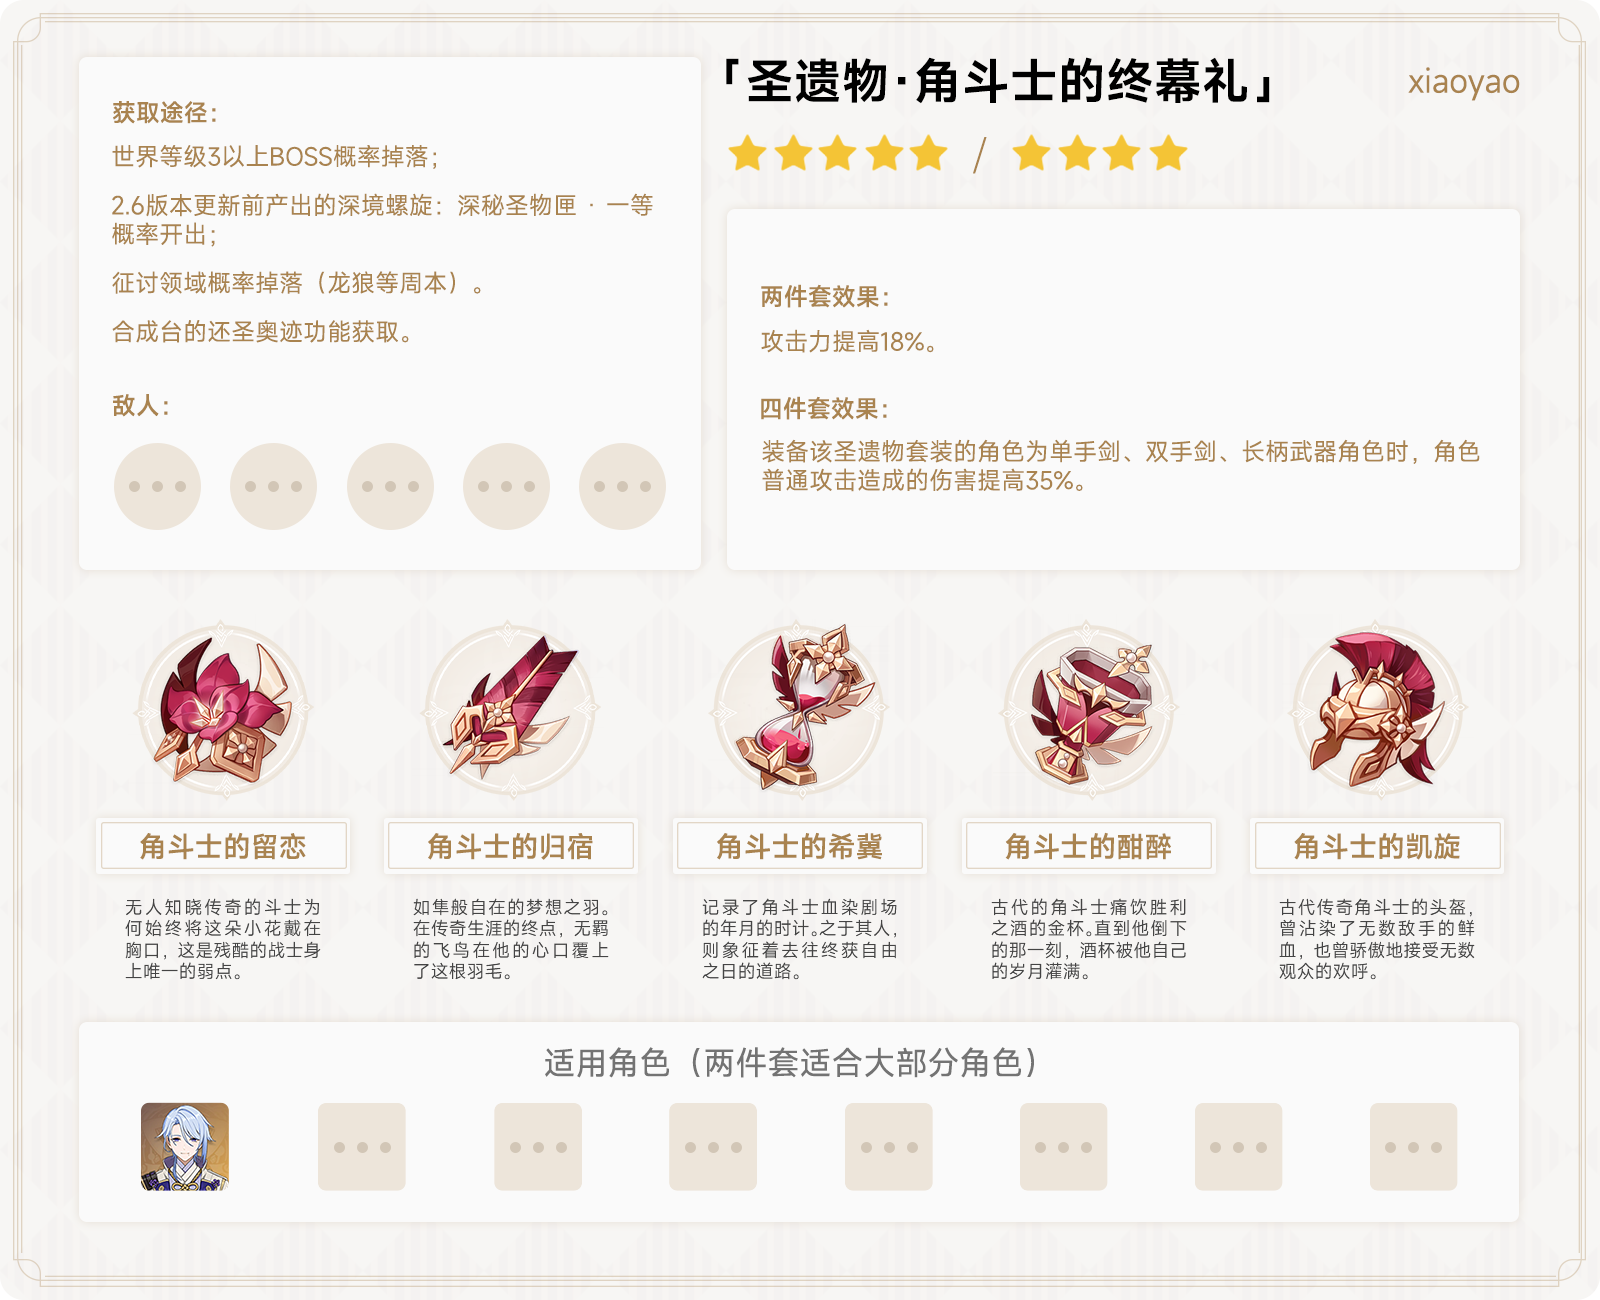 获取途径：
世界等级3以上BOSS概率掉落；
2.6版本更新前产出的深境螺旋：深秘圣物匣 · 一等
概率开出；
征讨领域概率掉落（龙狼等周本）。
合成台的还圣奥迹功能获取。
敌人：
「圣遗物·角斗士的终幕礼」
xiaoyao
/
两件套效果：
攻击力提高18%。
四件套效果：
装备该圣遗物套装的角色为单手剑、双手剑、长柄武器角色时，角色
普通攻击造成的伤害提高35%。
角斗士的留恋
无人知晓传奇的斗士为
何始终将这朵小花戴在
胸口，这是残酷的战士身
上唯一的弱点。
角斗士的归宿
如隼般自在的梦想之羽。
在传奇生涯的终点，无羁
的飞鸟在他的心口覆上
了这根羽毛。
角斗士的希冀
记录了角斗士血染剧场
的年月的时计。之于其人，
则象征着去往终获自由
之日的道路。
角斗士的酣醉
古代的角斗士痛饮胜利
之酒的金杯。直到他倒下
的那一刻，酒杯被他自己
的岁月灌满。
角斗士的凯旋
古代传奇角斗士的头盔，
曾沾染了无数敌手的鲜
血，也曾骄傲地接受无数
观众的欢呼。
适用角色（两件套适合大部分角色）